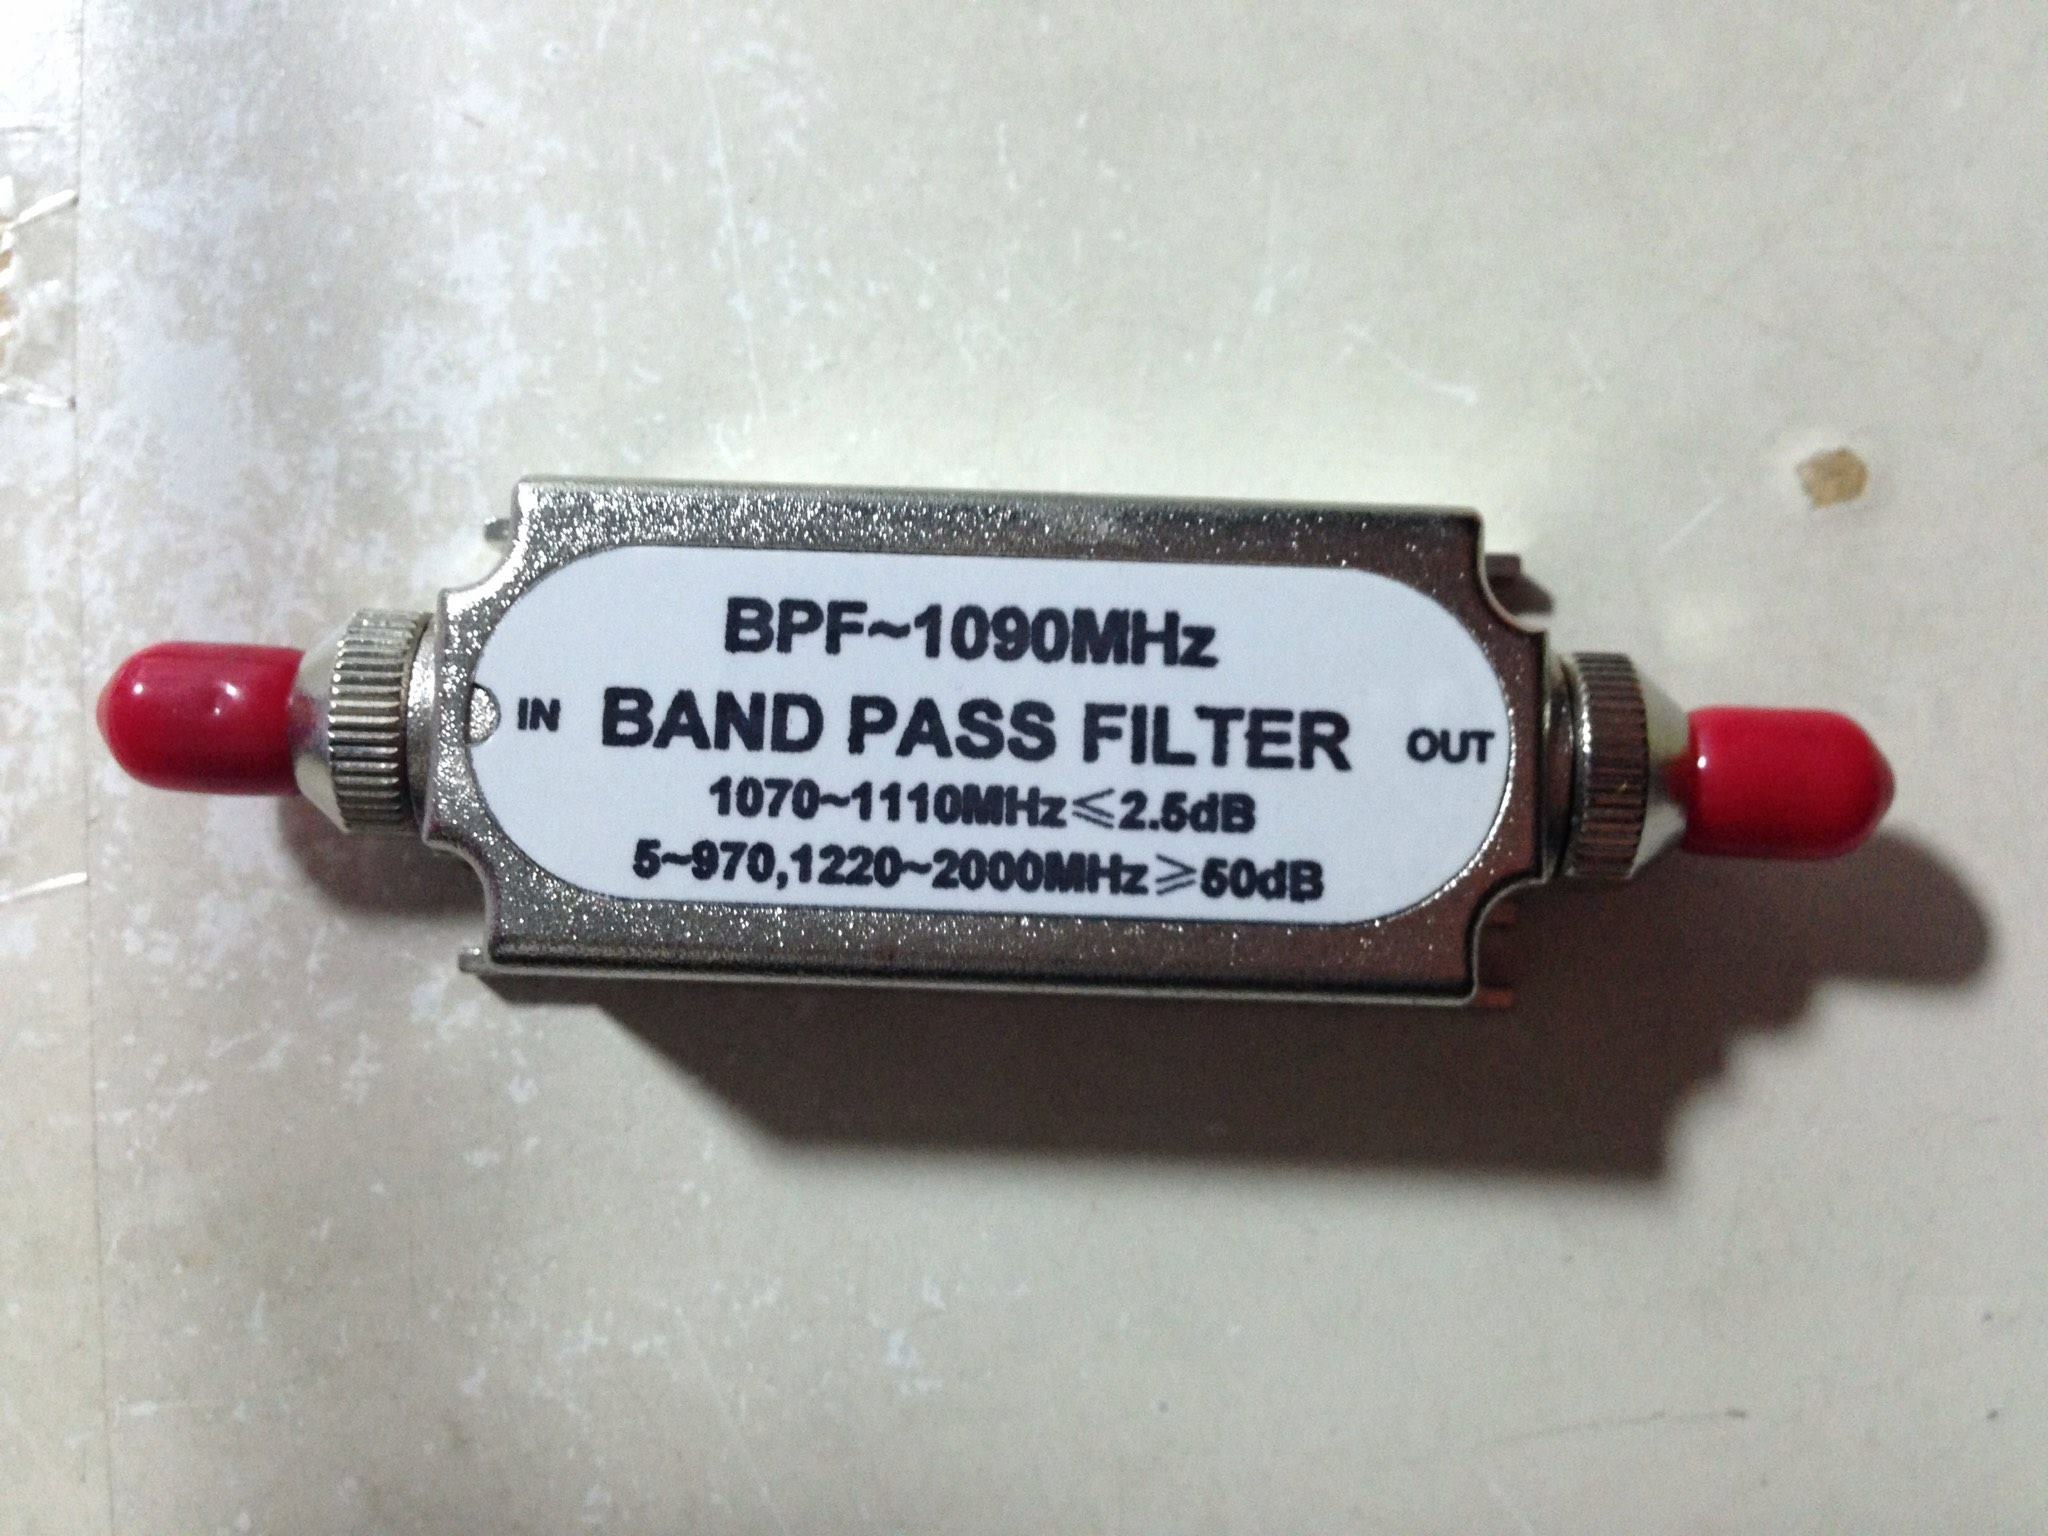 BPF~1090MHz
IN BAND PASS FILTER OUT
1070~1110MHz≤2.5dB
5~970,1220~2000MHz≥50dB